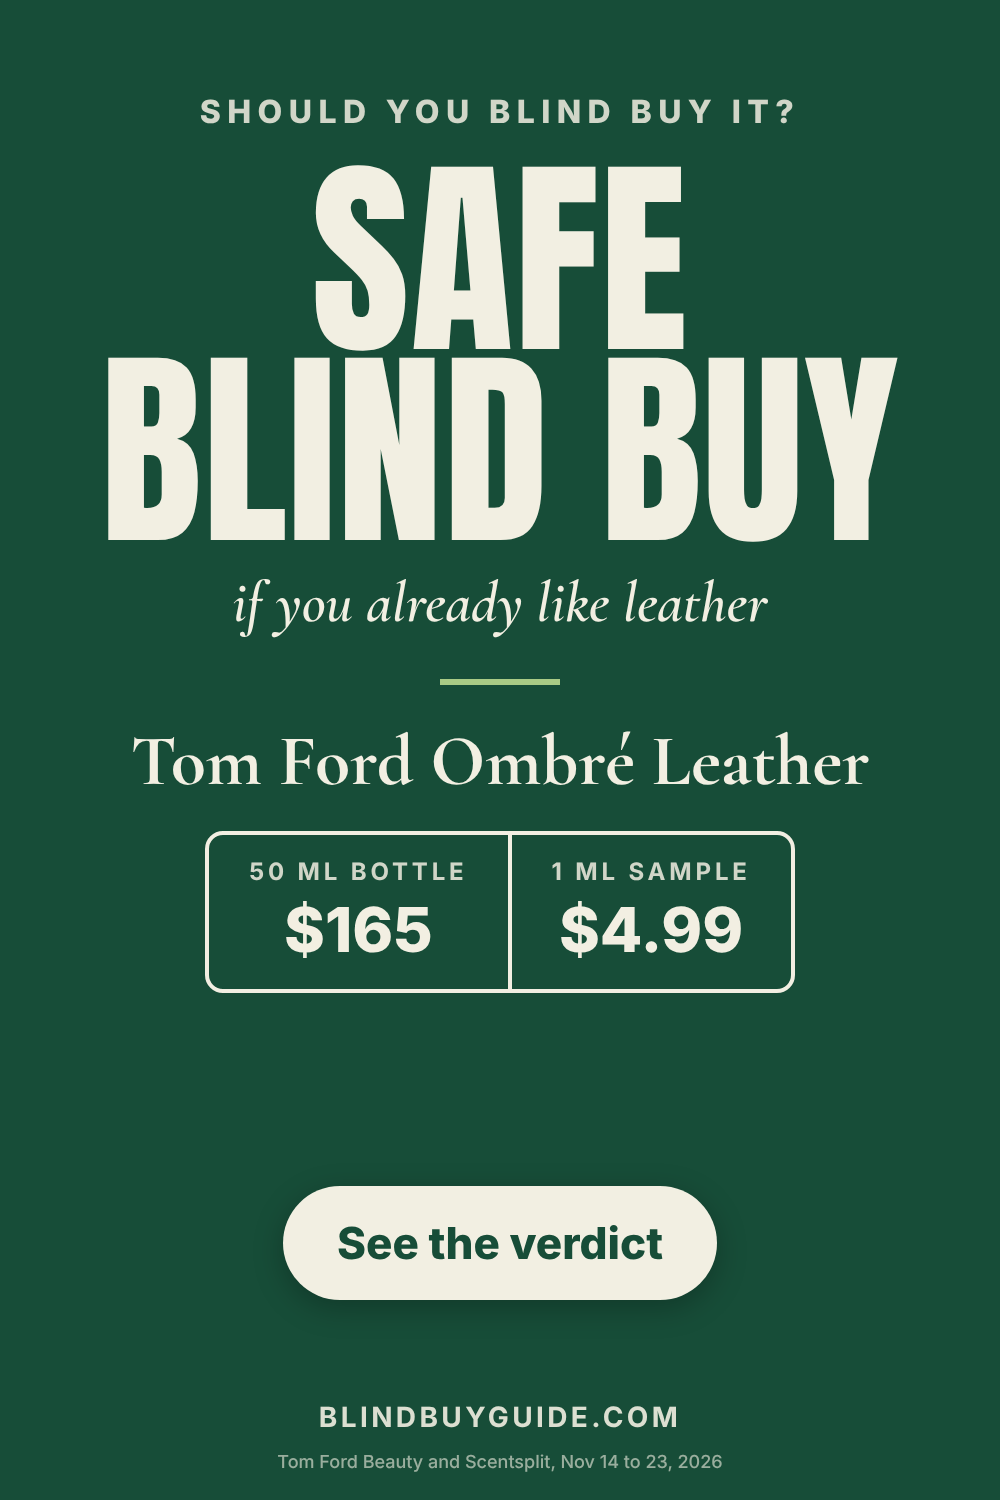 SHOULD YOU BLIND BUY IT?
SAFE
BLIND BUY
if you already like leather
Tom Ford Ombré Leather
50 ML BOTTLE
$165
1 ML SAMPLE
$4.99
See the verdict
BLINDBUYGUIDE.COM
Tom Ford Beauty and Scentsplit, Nov 14 to 23, 2026